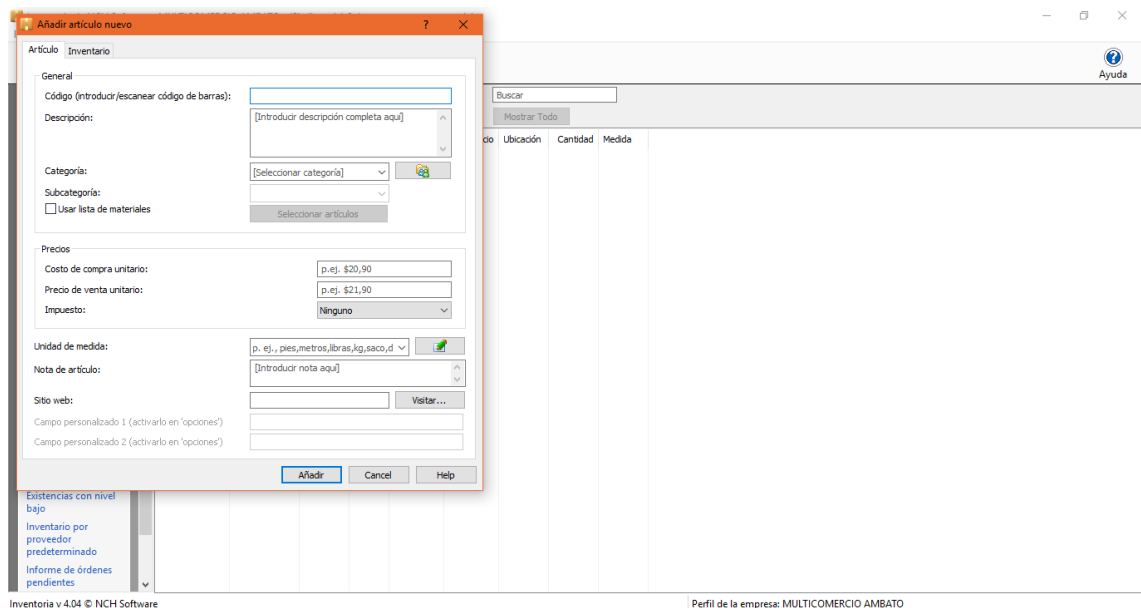 Añadir artículo nuevo
Artículo Inventario
Ayuda
General
Código (introducir/escanear código de barras):
Buscar
Descripción: [Introducir descripción completa aquí]
Mostrar Todo
Ubicación Cantidad Medida
Categoría: [Seleccionar categoría]
Subcategoría:
Usar lista de materiales Seleccionar artículos
Precios
Costo de compra unitario: p.ej. $20,90
Precio de venta unitario: p.ej. $21,90
Impuesto: Ninguno
Unidad de medida: p. ej., pies,metros,libras,kg,saco,d
Nota de artículo: [Introducir nota aquí]
Sitio web: Visitar...
Campo personalizado 1 (activarlo en 'opciones')
Campo personalizado 2 (activarlo en 'opciones')
Añadir Cancel Help
Existencias con nivel
bajo
Inventario por
proveedor
predeterminado
Informe de órdenes
pendientes
Inventoria v 4.04 © NCH Software Perfil de la empresa: MULTICOMERCIO AMBATO